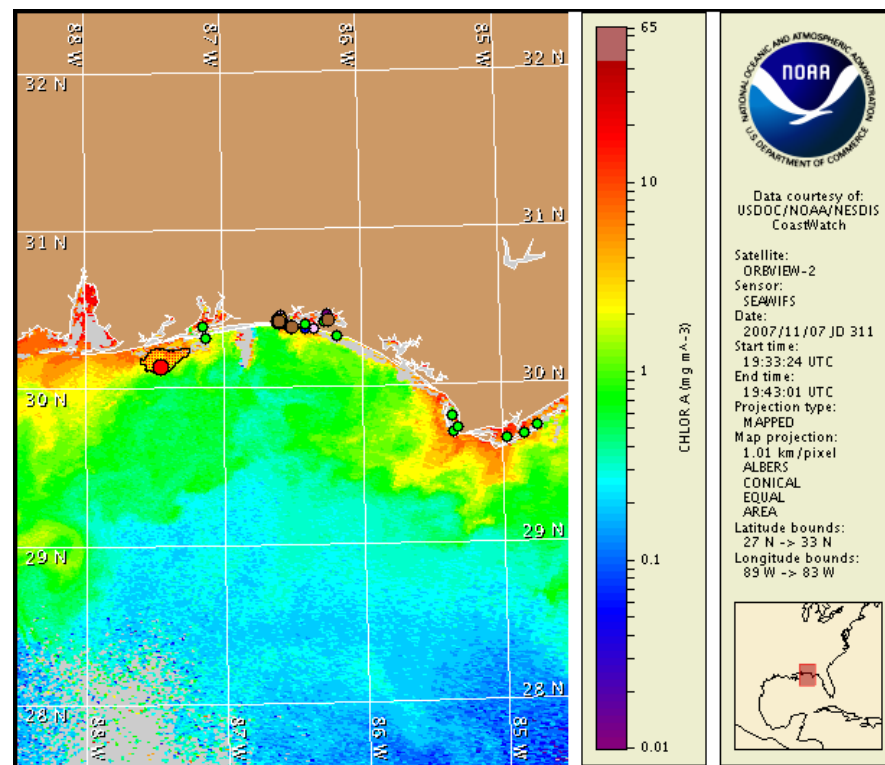 88 W
87 W
86 W
85 W
32 N
32 N
31 N
31 N
30 N
30 N
29 N
29 N
28 N
28 N
88 W
87 W
86 W
85 W
65
10
1
0.1
0.01
CHLOR A (mg m^-3)
NATIONAL OCEANIC AND ATMOSPHERIC ADMINISTRATION
NOAA
U.S. DEPARTMENT OF COMMERCE
Data courtesy of:
USDOC/NOAA/NESDIS
CoastWatch
Satellite:
ORBVIEW-2
Sensor:
SEAWIFS
Date:
2007/11/07 JD 311
Start time:
19:33:24 UTC
End time:
19:43:01 UTC
Projection type:
MAPPED
Map projection:
1.01 km/pixel
ALBERS
CONICAL
EQUAL
AREA
Latitude bounds:
27 N -> 33 N
Longitude bounds:
89 W -> 83 W